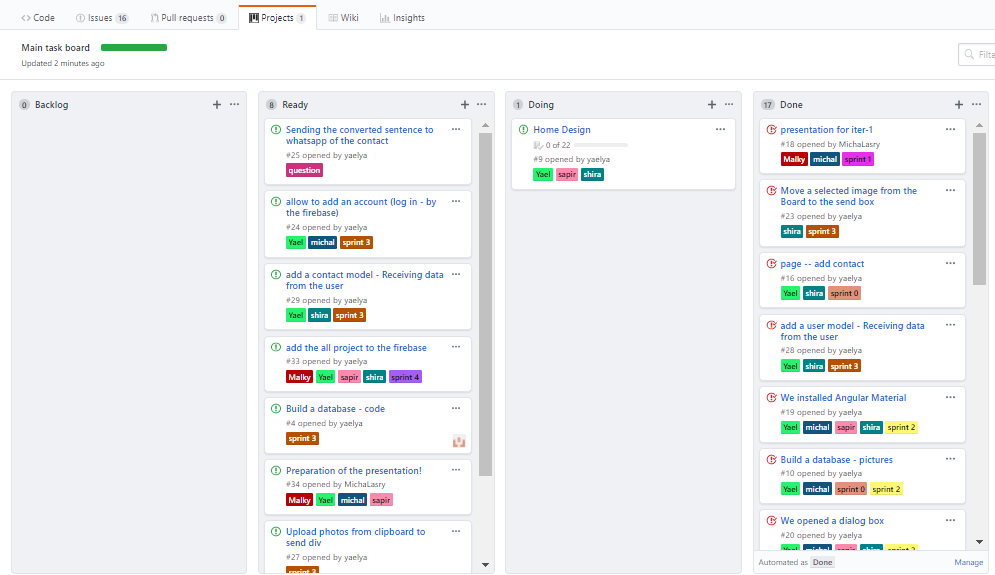 Code
Issues 16
Pull requests 0
Projects 1
Wiki
Insights
Main task board
Updated 2 minutes ago
Filte
0 Backlog
8 Ready
Sending the converted sentence to
whatsapp of the contact
#25 opened by yaelya
question
allow to add an account (log in - by
the firebase)
#24 opened by yaelya
Yael michal sprint 3
add a contact model - Receiving data
from the user
#29 opened by yaelya
Yael shira sprint 3
add the all project to the firebase
#33 opened by yaelya
Malky Yael sapir shira sprint 4
Build a database - code
#4 opened by yaelya
sprint 3
Preparation of the presentation!
#34 opened by MichaLasry
Malky Yael michal sapir
Upload photos from clipboard to
send div
#27 opened by yaelya
sprint 3
1 Doing
Home Design
0 of 22
#9 opened by yaelya
Yael sapir shira
17 Done
presentation for iter-1
#18 opened by MichaLasry
Malky michal sprint 1
Move a selected image from the
Board to the send box
#23 opened by yaelya
shira sprint 3
page -- add contact
#16 opened by yaelya
Yael shira sprint 0
add a user model - Receiving data
from the user
#28 opened by yaelya
Yael shira sprint 3
We installed Angular Material
#19 opened by yaelya
Yael michal sapir shira sprint 2
Build a database - pictures
#10 opened by yaelya
Yael michal sprint 0 sprint 2
We opened a dialog box
#20 opened by yaelya
Yael michal sapir shira sprint 2
Automated as Done
Manage